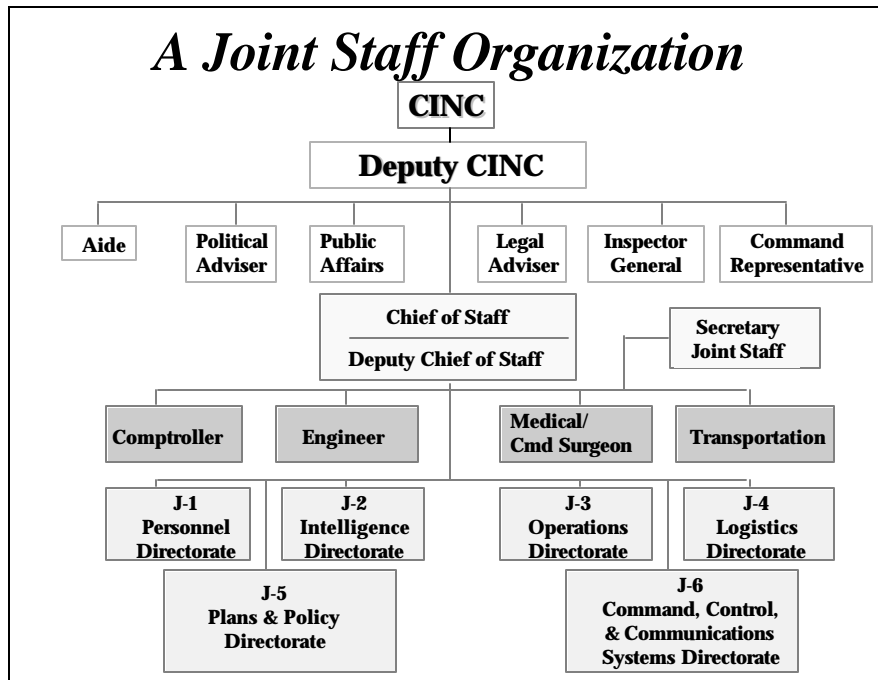 A Joint Staff Organization
CINC
Deputy CINC
Aide
Political
Adviser
Public
Affairs
Legal
Adviser
Inspector
General
Command
Representative
Chief of Staff
Deputy Chief of Staff
Secretary
Joint Staff
Comptroller
Engineer
Medical/
Cmd Surgeon
Transportation
J-1
Personnel
Directorate
J-2
Intelligence
Directorate
J-3
Operations
Directorate
J-4
Logistics
Directorate
J-5
Plans & Policy
Directorate
J-6
Command, Control,
& Communications
Systems Directorate